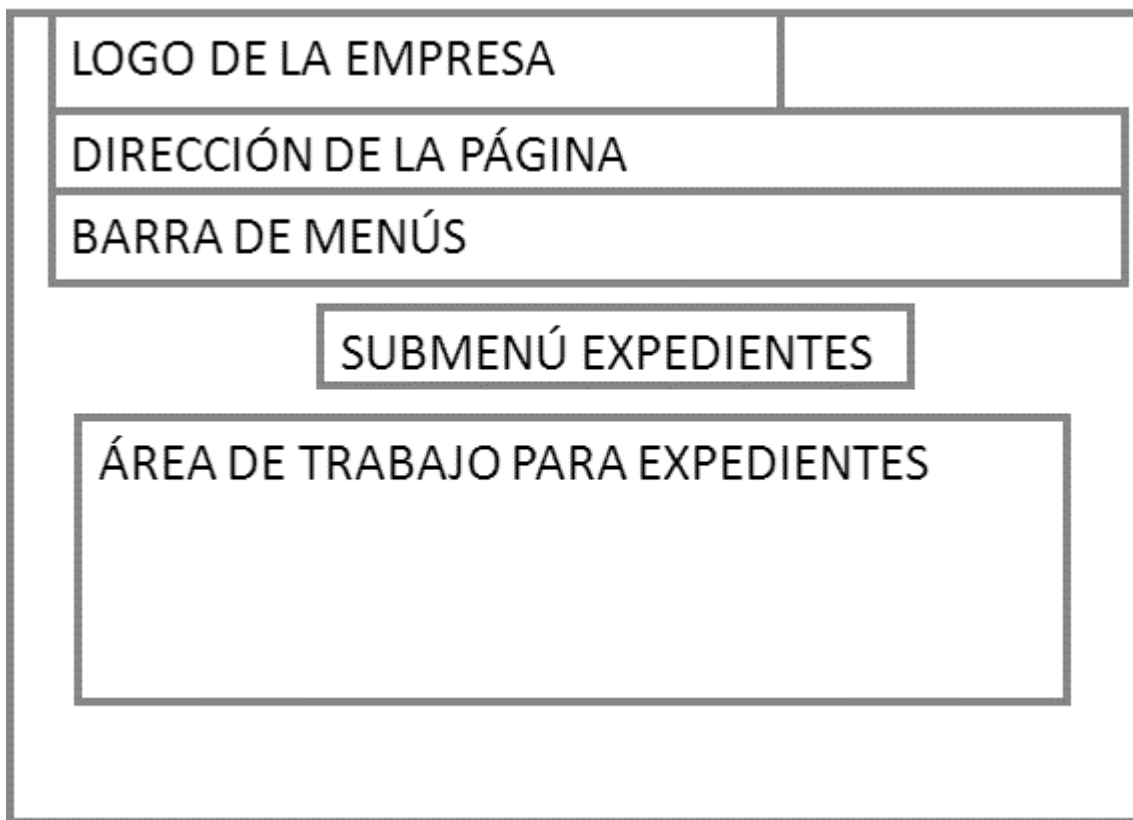 LOGO DE LA EMPRESA
DIRECCIÓN DE LA PÁGINA
BARRA DE MENÚS
SUBMENÚ EXPEDIENTES
ÁREA DE TRABAJO PARA EXPEDIENTES